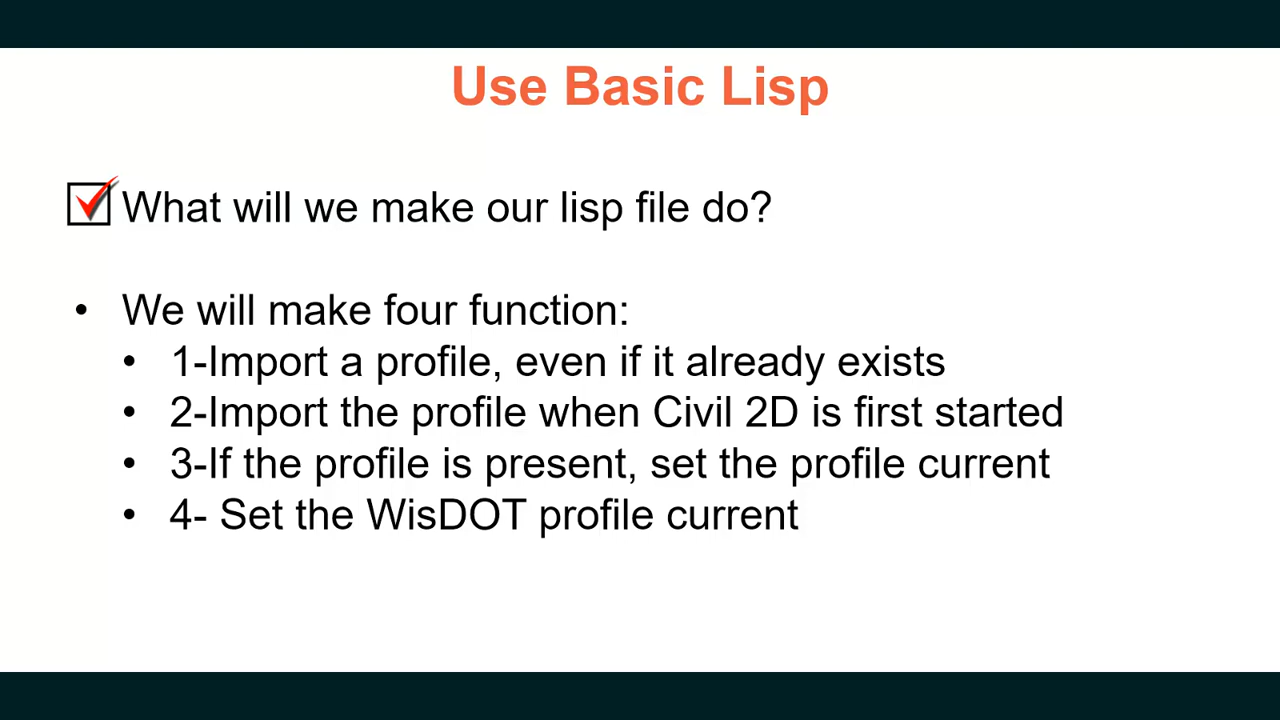 Use Basic Lisp
What will we make our lisp file do?
• We will make four function:
• 1-Import a profile, even if it already exists
• 2-Import the profile when Civil 2D is first started
• 3-If the profile is present, set the profile current
• 4- Set the WisDOT profile current